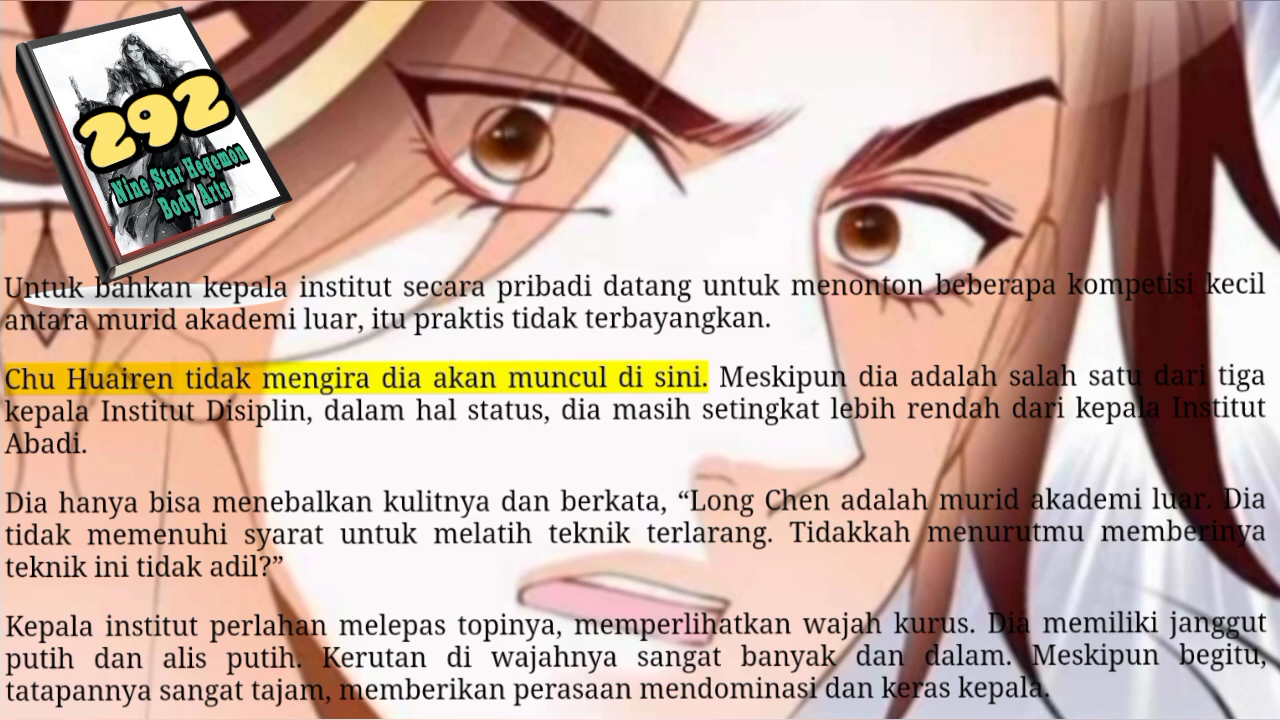 292
Nine Star Hegemon
Body Arts
Untuk bahkan kepala institut secara pribadi datang untuk menonton beberapa kompetisi kecil
antara murid akademi luar, itu praktis tidak terbayangkan.
Chu Huairen tidak mengira dia akan muncul di sini. Meskipun dia adalah salah satu dari tiga
kepala Institut Disiplin, dalam hal status, dia masih setingkat lebih rendah dari kepala Institut
Abadi.
Dia hanya bisa menebalkan kulitnya dan berkata, “Long Chen adalah murid akademi luar. Dia
tidak memenuhi syarat untuk melatih teknik terlarang. Tidakkah menurutmu memberinya
teknik ini tidak adil?”
Kepala institut perlahan melepas topinya, memperlihatkan wajah kurus. Dia memiliki janggut
putih dan alis putih. Kerutan di wajahnya sangat banyak dan dalam. Meskipun begitu,
tatapannya sangat tajam, memberikan perasaan mendominasi dan keras kepala.